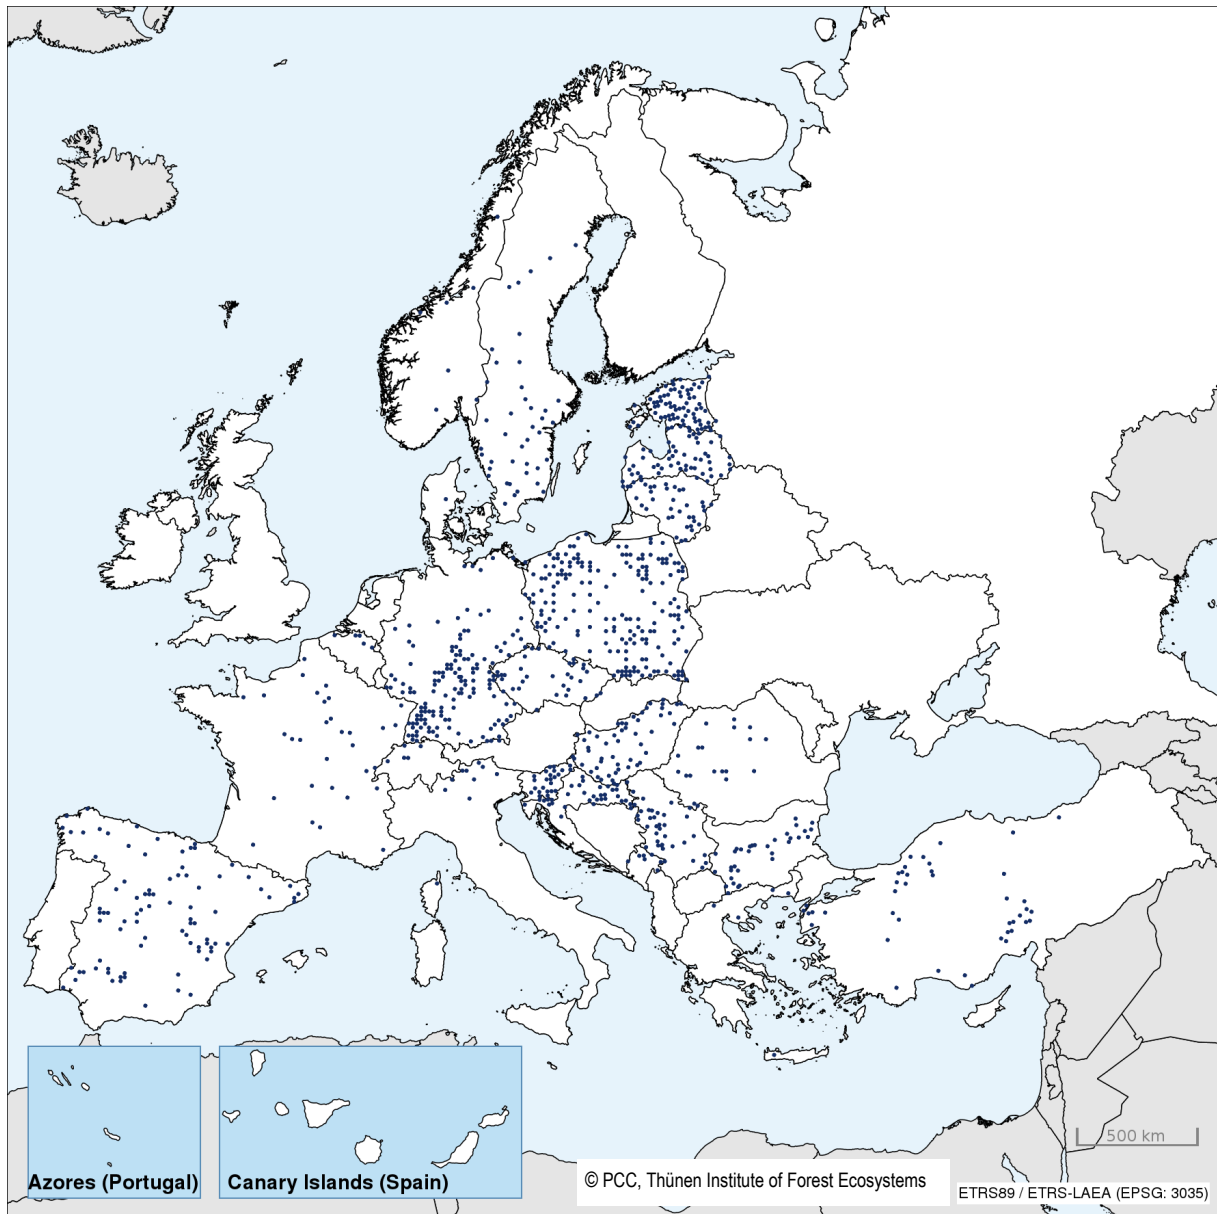 500 km
Azores (Portugal)
Canary Islands (Spain)
© PCC, Thünen Institute of Forest Ecosystems
ETRS89 / ETRS-LAEA (EPSG: 3035)